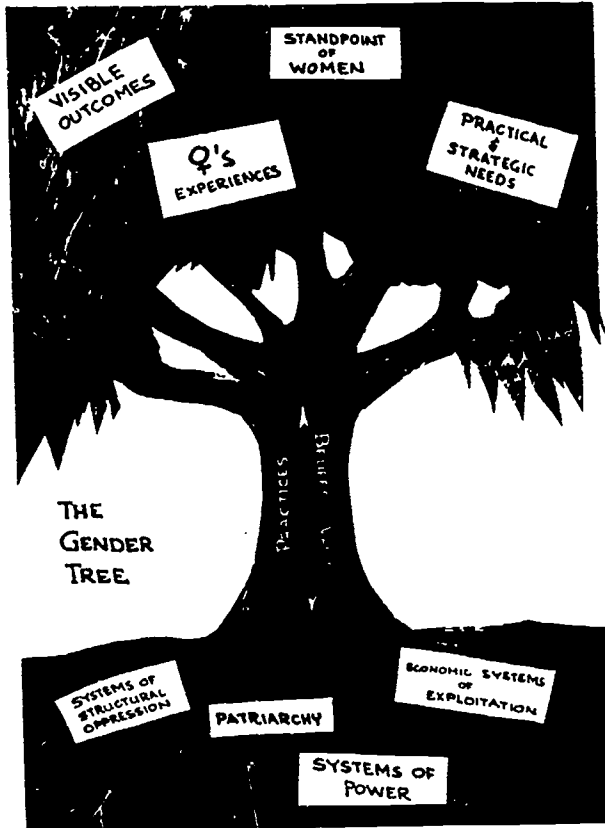 STANDPOINT
OF
WOMEN
VISIBLE
OUTCOMES
♀'S
EXPERIENCES
PRACTICAL
&
STRATEGIC
NEEDS
PRACTICES
THE
GENDER
TREE
SYSTEMS OF
STRUCTURAL
OPPRESSION
PATRIARCHY
ECONOMIC SYSTEMS
OF
EXPLOITATION
SYSTEMS OF
POWER